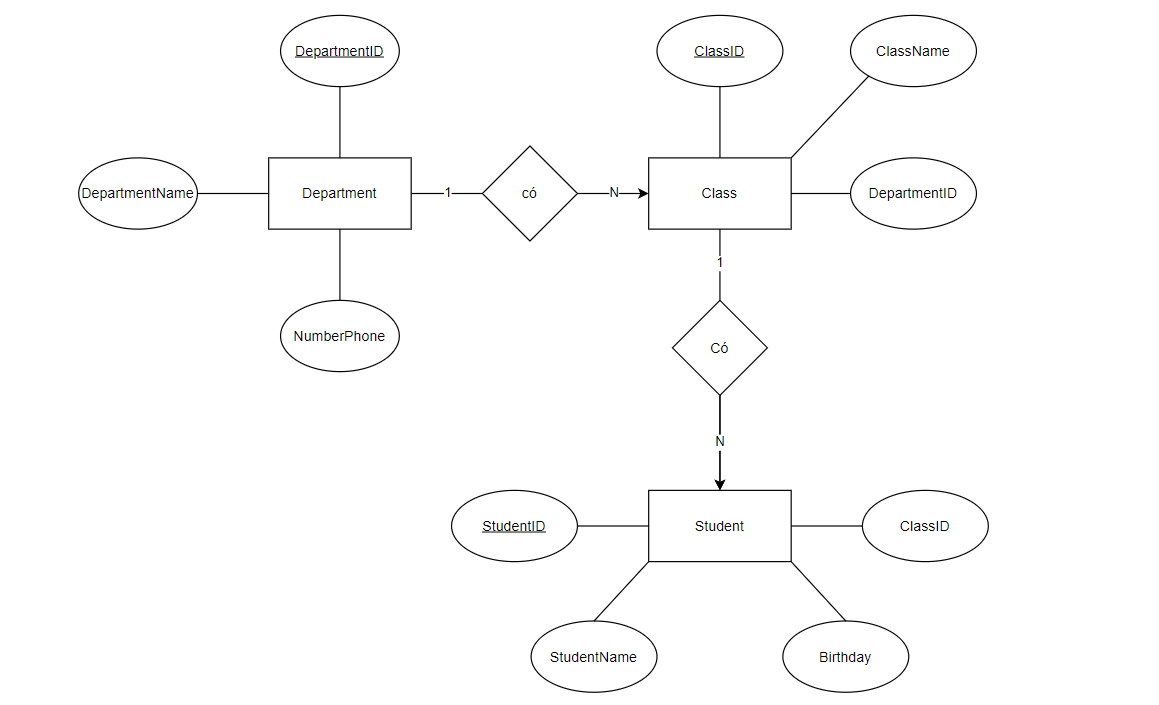 DepartmentID
ClassID
ClassName
DepartmentName
Department
1
có
N
Class
DepartmentID
1
NumberPhone
Có
N
StudentID
Student
ClassID
StudentName
Birthday